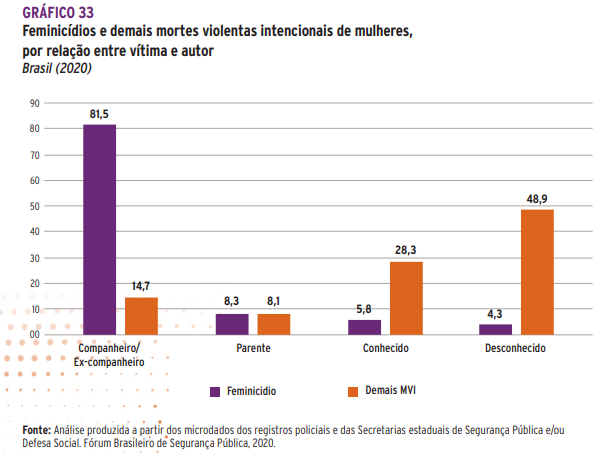 GRÁFICO 33
Feminicídios e demais mortes violentas intencionais de mulheres,
por relação entre vítima e autor
Brasil (2020)
90
80
70
60
50
40
30
20
10
00
81,5
14,7
8,3
8,1
5,8
28,3
4,3
48,9
Companheiro/
Ex-companheiro
Parente
Conhecido
Desconhecido
Feminicidio
Demais MVI
Fonte: Análise produzida a partir dos microdados dos registros policiais e das Secretarias estaduais de Segurança Pública e/ou
Defesa Social. Fórum Brasileiro de Segurança Pública, 2020.